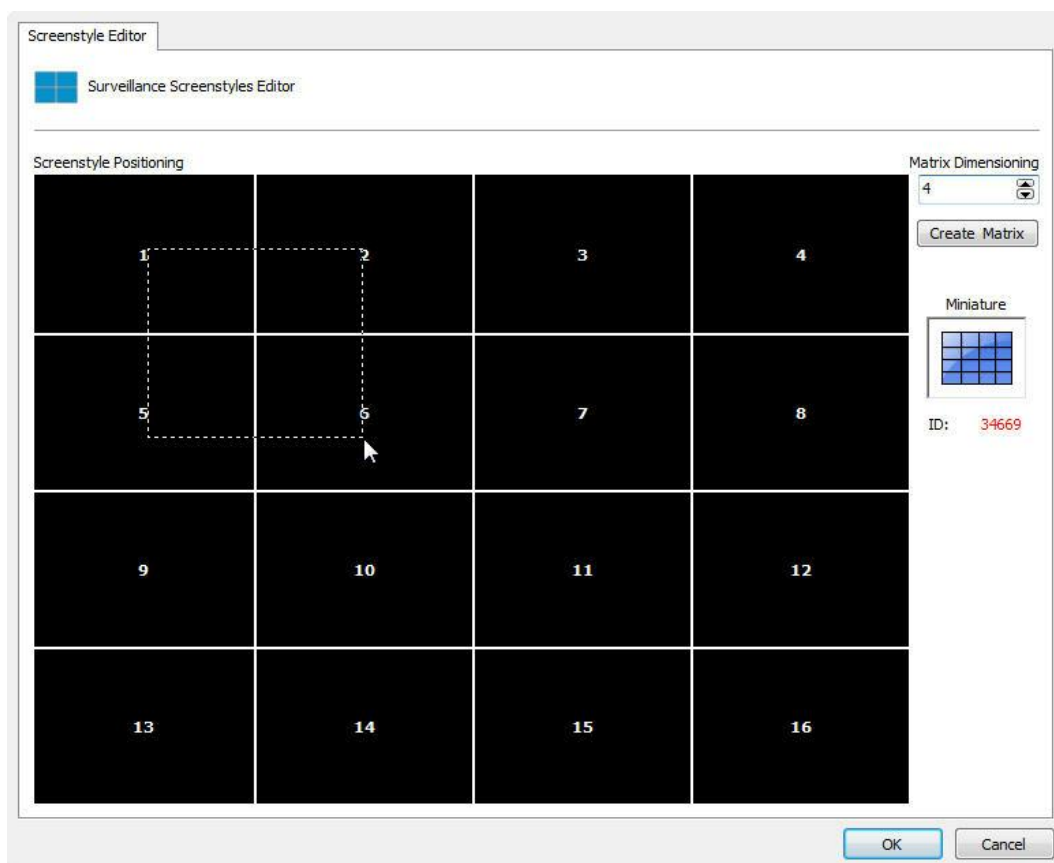 Screenstyle Editor
Surveillance Screenstyles Editor
Screenstyle Positioning
Matrix Dimensioning
4
Create Matrix
1 2 3 4
5 6 7 8
9 10 11 12
13 14 15 16
Miniature
ID: 34669
OK Cancel